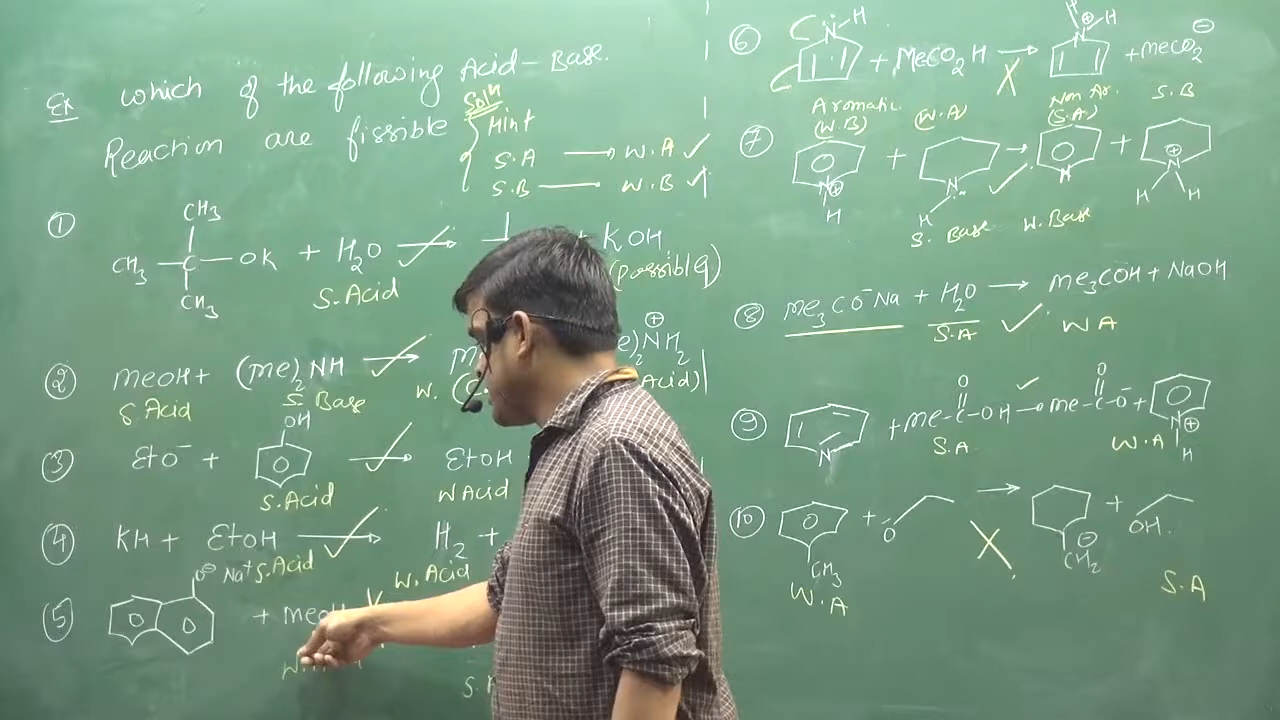 Ex which of the following Acid-Base.
Reaction are fissible
Soln
Hint
S.A → W.A ✓
S.B — W.B ✓
① CH3 CH3 C OK CH3 + H2O → + KOH
S.Acid (possible)
② MeOH + (Me)2NH → e)2NH2 ⊕
S Acid S. Base W. Acid)
③ EtO− + OH → EtOH
S.Acid W Acid
④ KH + EtOH → H2 +
S.Acid W. Acid
⑤ O⊖ Na+ + MeOH
⑥ N H + MeCO2H → N⊕ H + MeCO2⊖
Aromatic (W.B) (W.A) Non Ar. (S.A) S.B
⑦ N⊕ H + N H → N + N⊕ H H
S. Base W. Base
⑧ Me3CO−Na + H2O → Me3COH + NaOH
S.A W A
⑨ N + Me-C-OH O → Me-C-O− O + N⊕ H
S.A W.A
⑩ CH3 + O⊖ → CH2 ⊖ + OH
W.A S.A